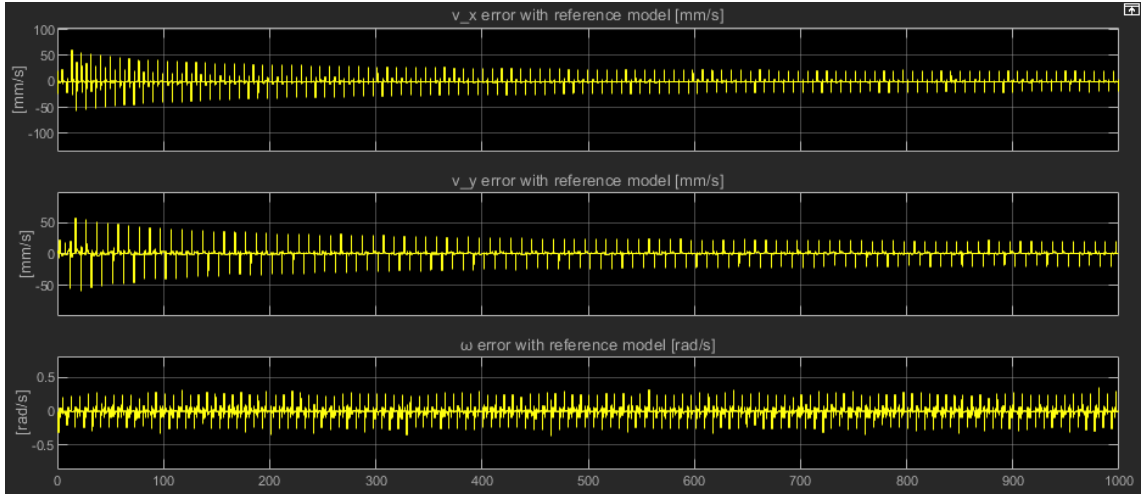 v_x error with reference model [mm/s]
100
50
0
-50
-100
[mm/s]
v_y error with reference model [mm/s]
50
0
-50
[mm/s]
ω error with reference model [rad/s]
0.5
0
-0.5
[rad/s]
0 100 200 300 400 500 600 700 800 900 1000